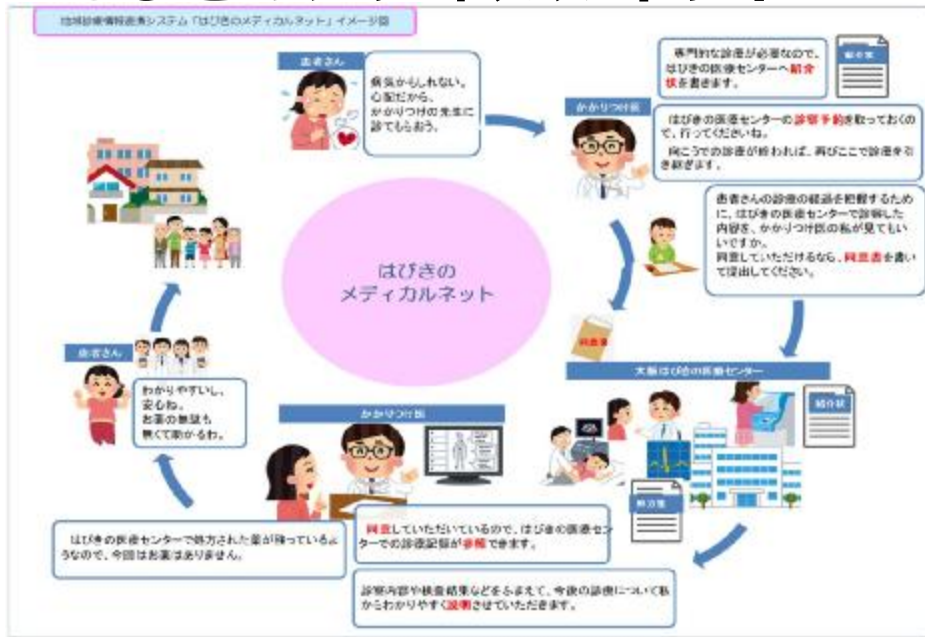 地域診療情報連携システム「はびきのメディカルネット」イメージ図
患者さん
病気かもしれない。
心配だから、
かかりつけの先生に
診てもらおう。
かかりつけ医
専門的な診療が必要なので、
はびきの医療センターへ紹介
状を書きます。
紹介状
はびきの医療センターの診察予約を取っておくの
で、行ってくださいね。
向こうでの診療が終われば、再びここで診療を引
き継ぎます。
患者さんの診療の経過を把握するため
に、はびきの医療センターで診察した
内容を、かかりつけ医の私が見てもい
いですか。
同意していただけるなら、同意書を書い
て提出してください。
はびきの
メディカルネット
同意書
大阪はびきの医療センター
紹介状
処方箋
患者さん
わかりやすいし、
安心ね。
お薬の無駄も
無くて助かるわ。
かかりつけ医
同意していただいているので、はびきの医療セン
ターでの診療記録が参照できます。
はびきの医療センターで処方された薬が残っているよ
うなので、今回はお薬はありません。
診察内容や検査結果などをふまえて、今後の診療について私
からわかりやすく説明させていただきます。